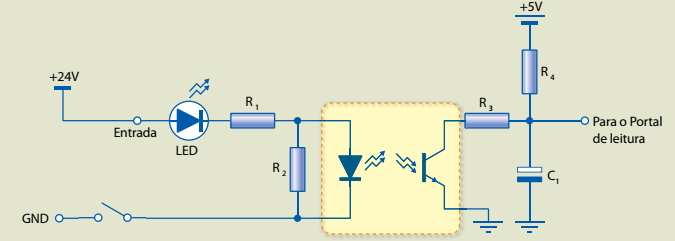 +5V
+24V
R4
R1
R3
Entrada
LED
Para o Portal
de leitura
R2
C1
GND